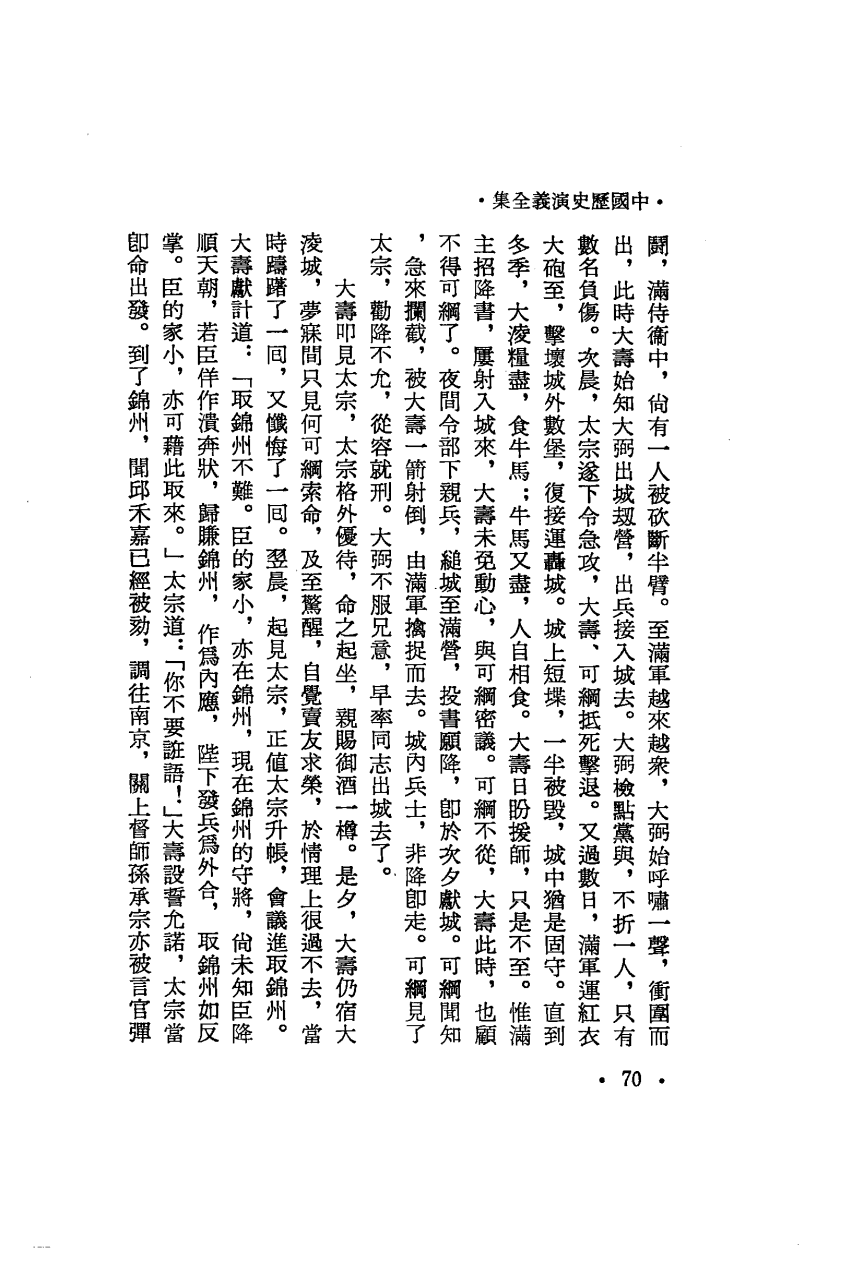 ·中國歷史演義全集·
鬪，滿侍衞中，尙有一人被砍斷半臂。至滿軍越來越衆，大弼始呼嘯一聲，衝圍而
出，此時大壽始知大弼出城刼營，出兵接入城去。大弼檢點黨與，不折一人，只有
數名負傷。次晨，太宗遂下令急攻，大壽、可綱抵死擊退。又過數日，滿軍運紅衣
大砲至，擊壞城外數堡，復接運轟城。城上短堞，一半被毀，城中猶是固守。直到
冬季，大淩糧盡，食牛馬；牛馬又盡，人自相食。大壽日盼援師，只是不至。惟滿
主招降書，屢射入城來，大壽未免動心，與可綱密議。可綱不從，大壽此時，也顧
不得可綱了。夜間令部下親兵，縋城至滿營，投書願降，卽於次夕獻城。可綱聞知
，急來攔截，被大壽一箭射倒，由滿軍擒捉而去。城內兵士，非降卽走。可綱見了
太宗，勸降不允，從容就刑。大弼不服兄意，早率同志出城去了。
大壽叩見太宗，太宗格外優待，命之起坐，親賜御酒一樽。是夕，大壽仍宿大
淩城，夢寐間只見何可綱索命，及至驚醒，自覺賣友求榮，於情理上很過不去，當
時躊躇了一回，又懺悔了一回。翌晨，起見太宗，正值太宗升帳，會議進取錦州。
大壽獻計道：「取錦州不難。臣的家小，亦在錦州，現在錦州的守將，尙未知臣降
順天朝，若臣佯作潰奔狀，歸賺錦州，作爲內應，陛下發兵爲外合，取錦州如反
掌。臣的家小，亦可藉此取來。」太宗道：「你不要誑語！」大壽設誓允諾，太宗當
卽命出發。到了錦州，聞邱禾嘉已經被劾，調往南京，關上督師孫承宗亦被言官彈
·70·